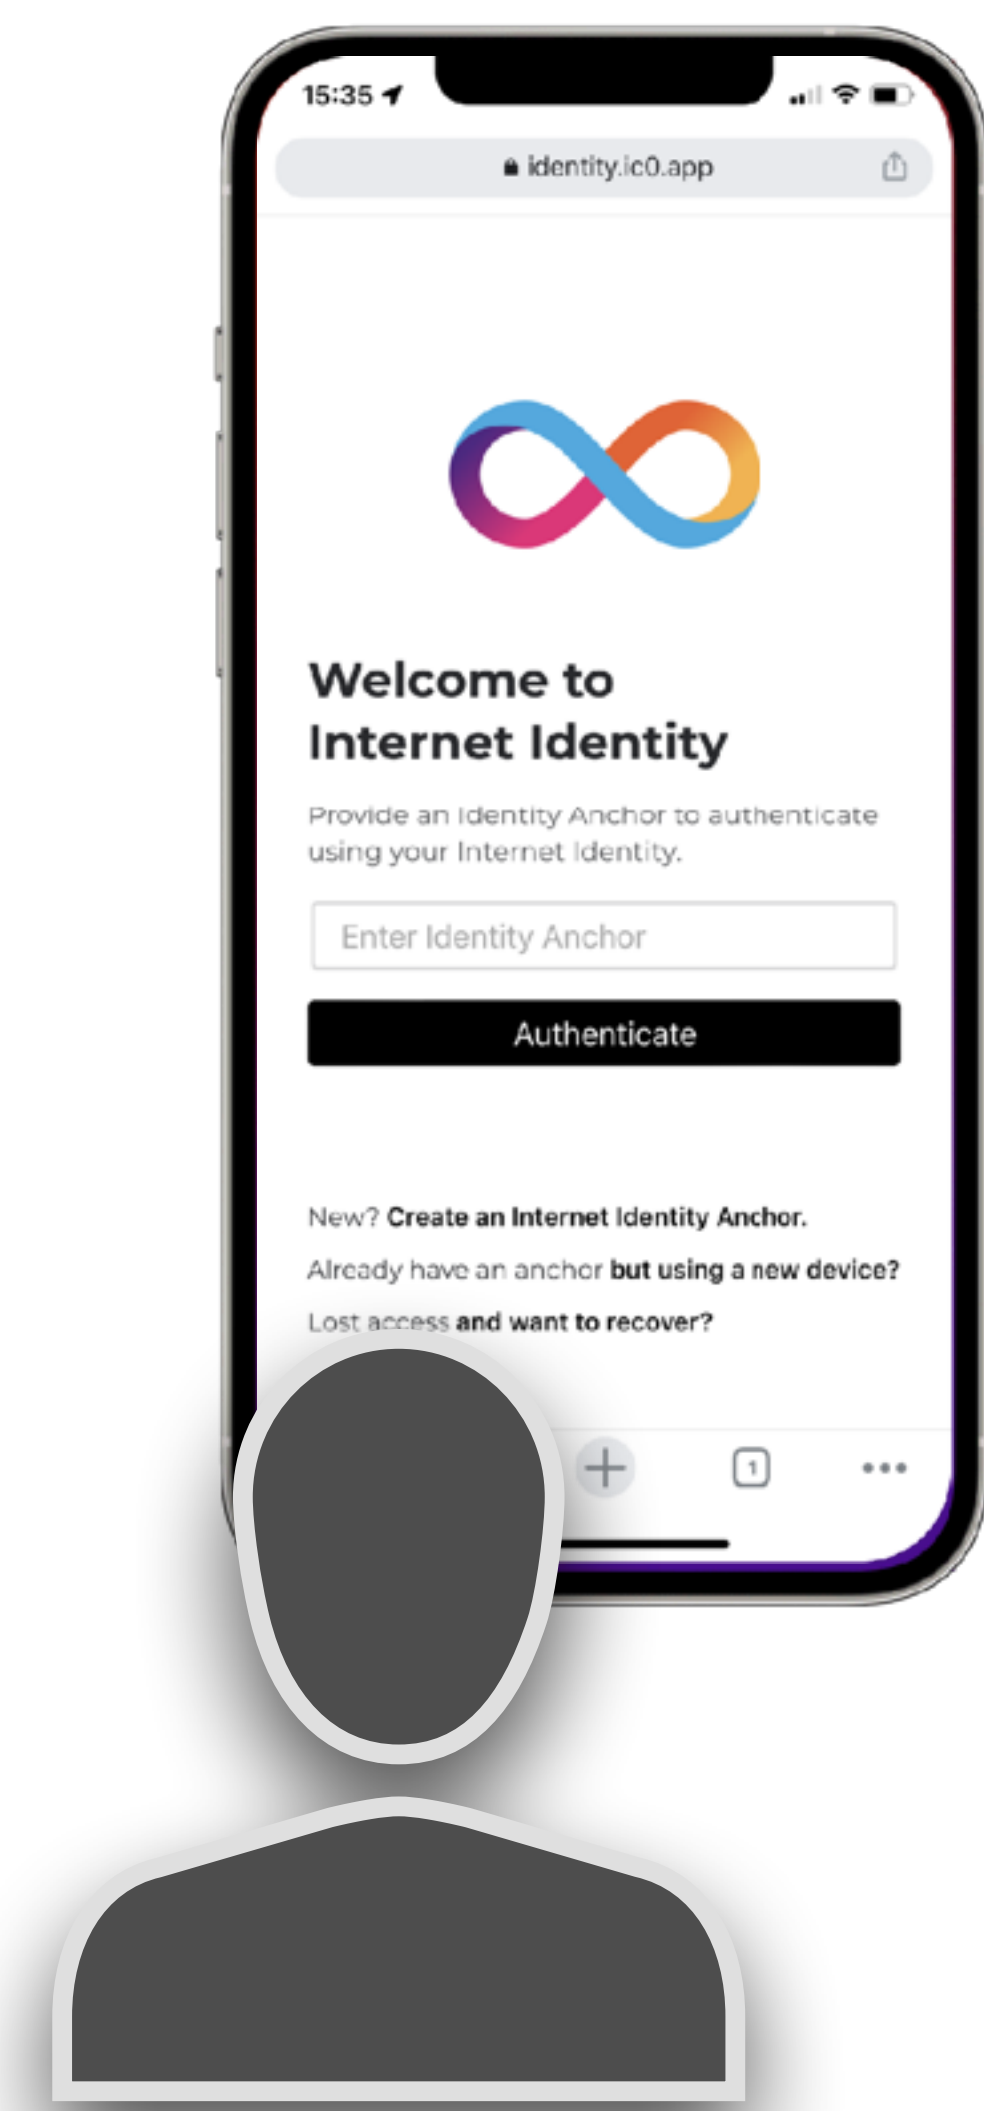 15:35
identity.ic0.app
Welcome to
Internet Identity
Provide an Identity Anchor to authenticate
using your Internet Identity.
Enter Identity Anchor
Authenticate
New? Create an Internet Identity Anchor.
Already have an anchor but using a new device?
Lost access and want to recover?
1